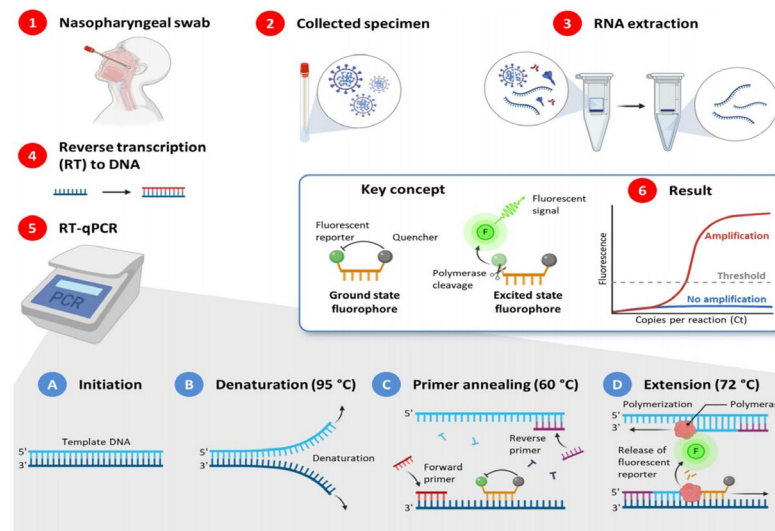 1 Nasopharyngeal swab
2 Collected specimen
3 RNA extraction
4 Reverse transcription
(RT) to DNA
5 RT-qPCR
PCR
Key concept
Fluorescent
reporter
Quencher
Ground state
fluorophore
Fluorescent
signal
F
Polymerase
cleavage
Excited state
fluorophore
6 Result
Fluorescence
Amplification
Threshold
No amplification
Copies per reaction (Ct)
A Initiation
Template DNA
5'
3'
B Denaturation (95 °C)
5'
3'
Denaturation
C Primer annealing (60 °C)
5'
Reverse
primer
Forward
primer
3'
D Extension (72 °C)
Polymerization
Polymeras
5'
3'
Release of
fluorescent
reporter
F
3'